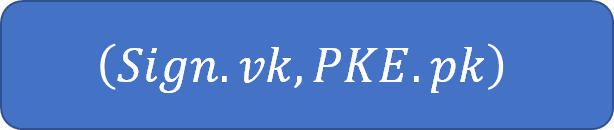 (Sign. vk, PKE. pk)